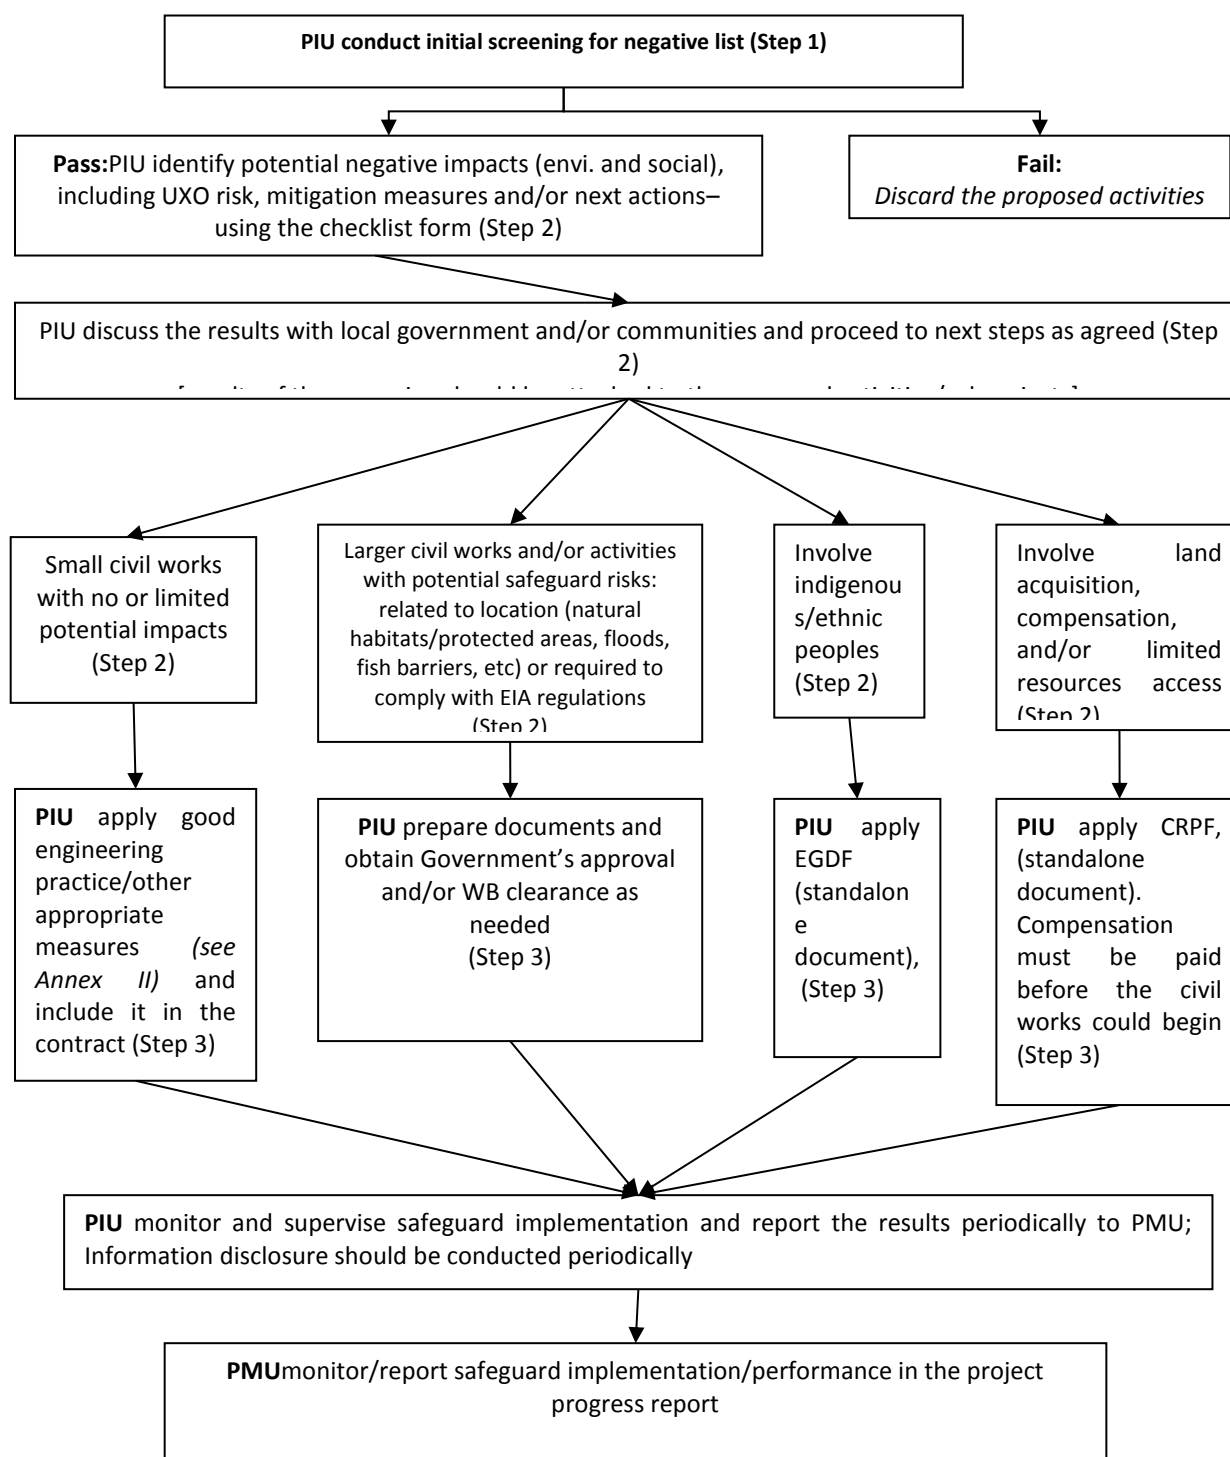 PIU conduct initial screening for negative list (Step 1)
Pass:PIU identify potential negative impacts (envi. and social),
including UXO risk, mitigation measures and/or next actions–
using the checklist form (Step 2)
Fail:
Discard the proposed activities
PIU discuss the results with local government and/or communities and proceed to next steps as agreed (Step
2)
Small civil works
with no or limited
potential impacts
(Step 2)
Larger civil works and/or activities
with potential safeguard risks:
related to location (natural
habitats/protected areas, floods,
fish barriers, etc) or required to
comply with EIA regulations
(Step 2)
Involve
indigenou
s/ethnic
peoples
(Step 2)
Involve land
acquisition,
compensation,
and/or limited
resources access
(Step 2)
PIU apply good
engineering
practice/other
appropriate
measures (see
Annex II) and
include it in the
contract (Step 3)
PIU prepare documents and
obtain Government’s approval
and/or WB clearance as
needed
(Step 3)
PIU apply
EGDF
(standalon
e
document),
(Step 3)
PIU apply CRPF,
(standalone
document).
Compensation
must be paid
before the civil
works could begin
(Step 3)
PIU monitor and supervise safeguard implementation and report the results periodically to PMU;
Information disclosure should be conducted periodically
PMUmonitor/report safeguard implementation/performance in the project
progress report